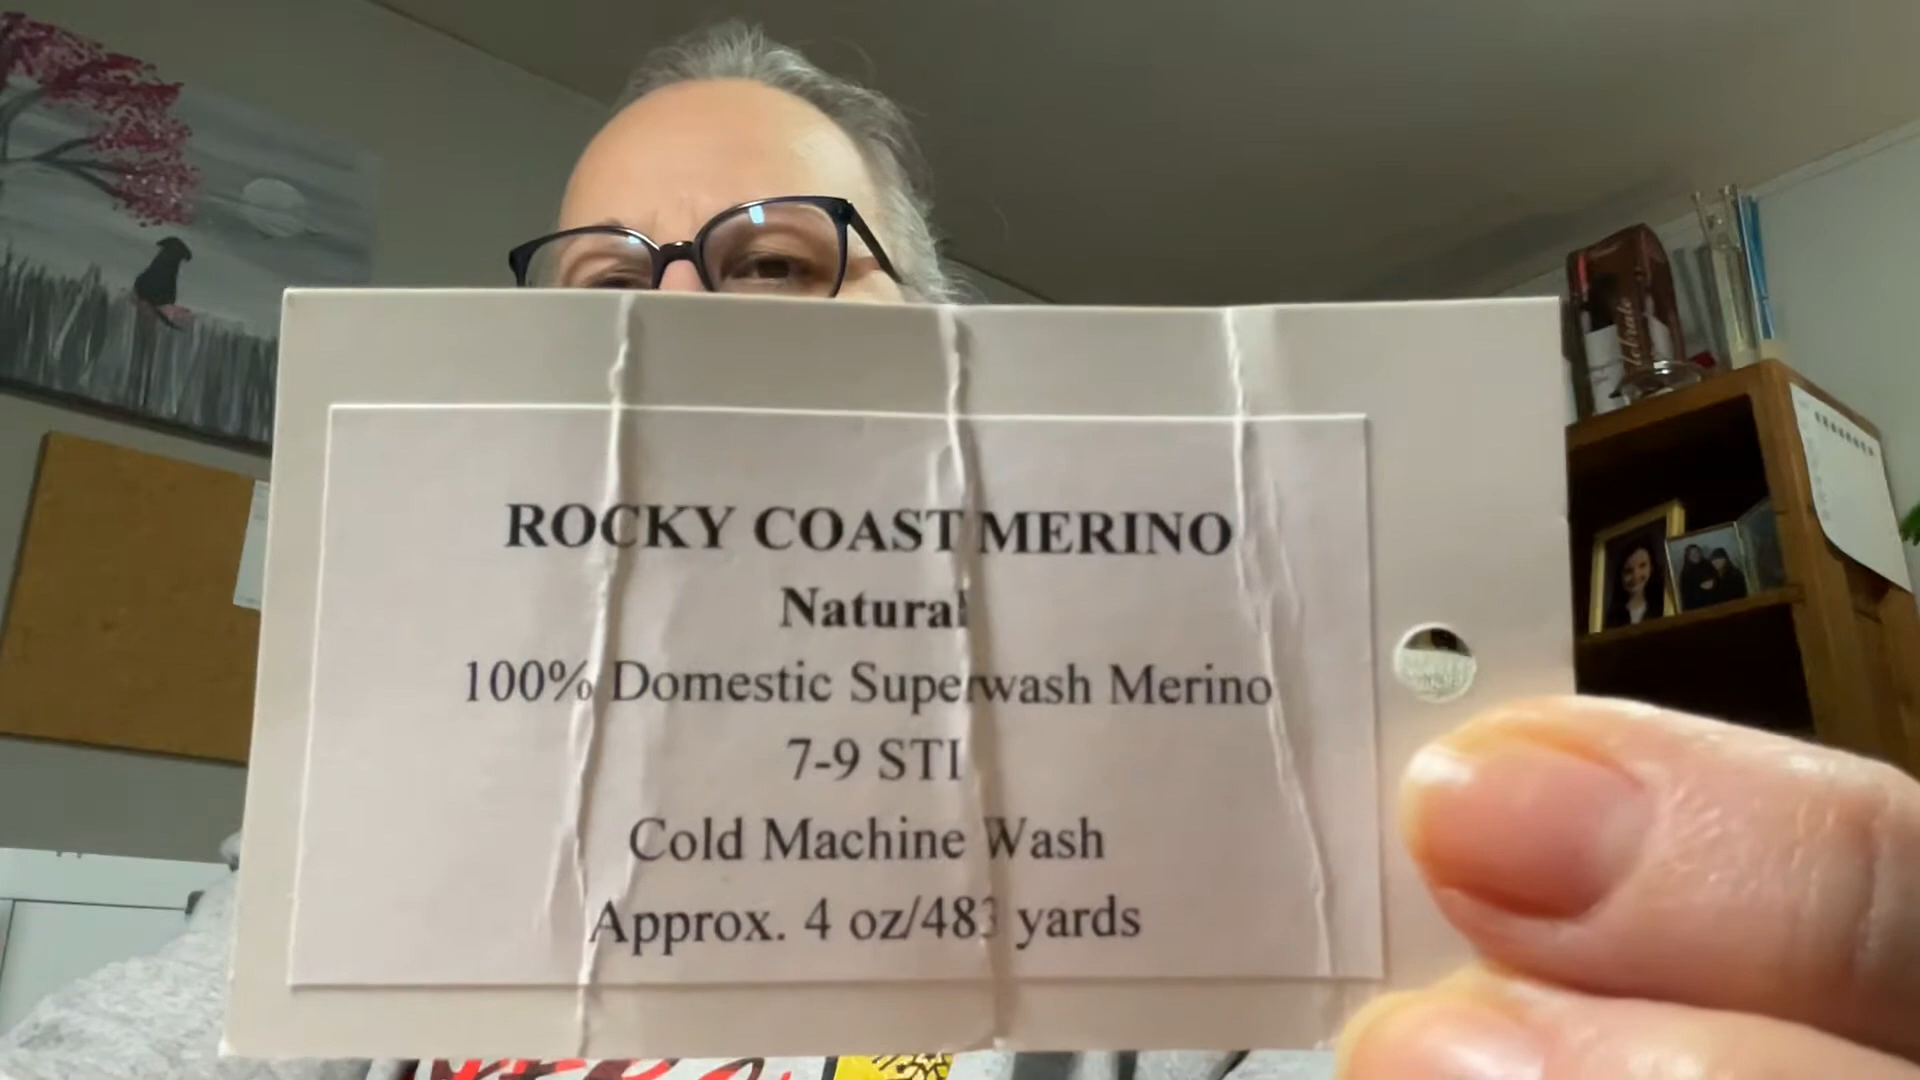 ROCKY COAST MERINO
Natural
100% Domestic Superwash Merino
7-9 STI
Cold Machine Wash
Approx. 4 oz/483 yards